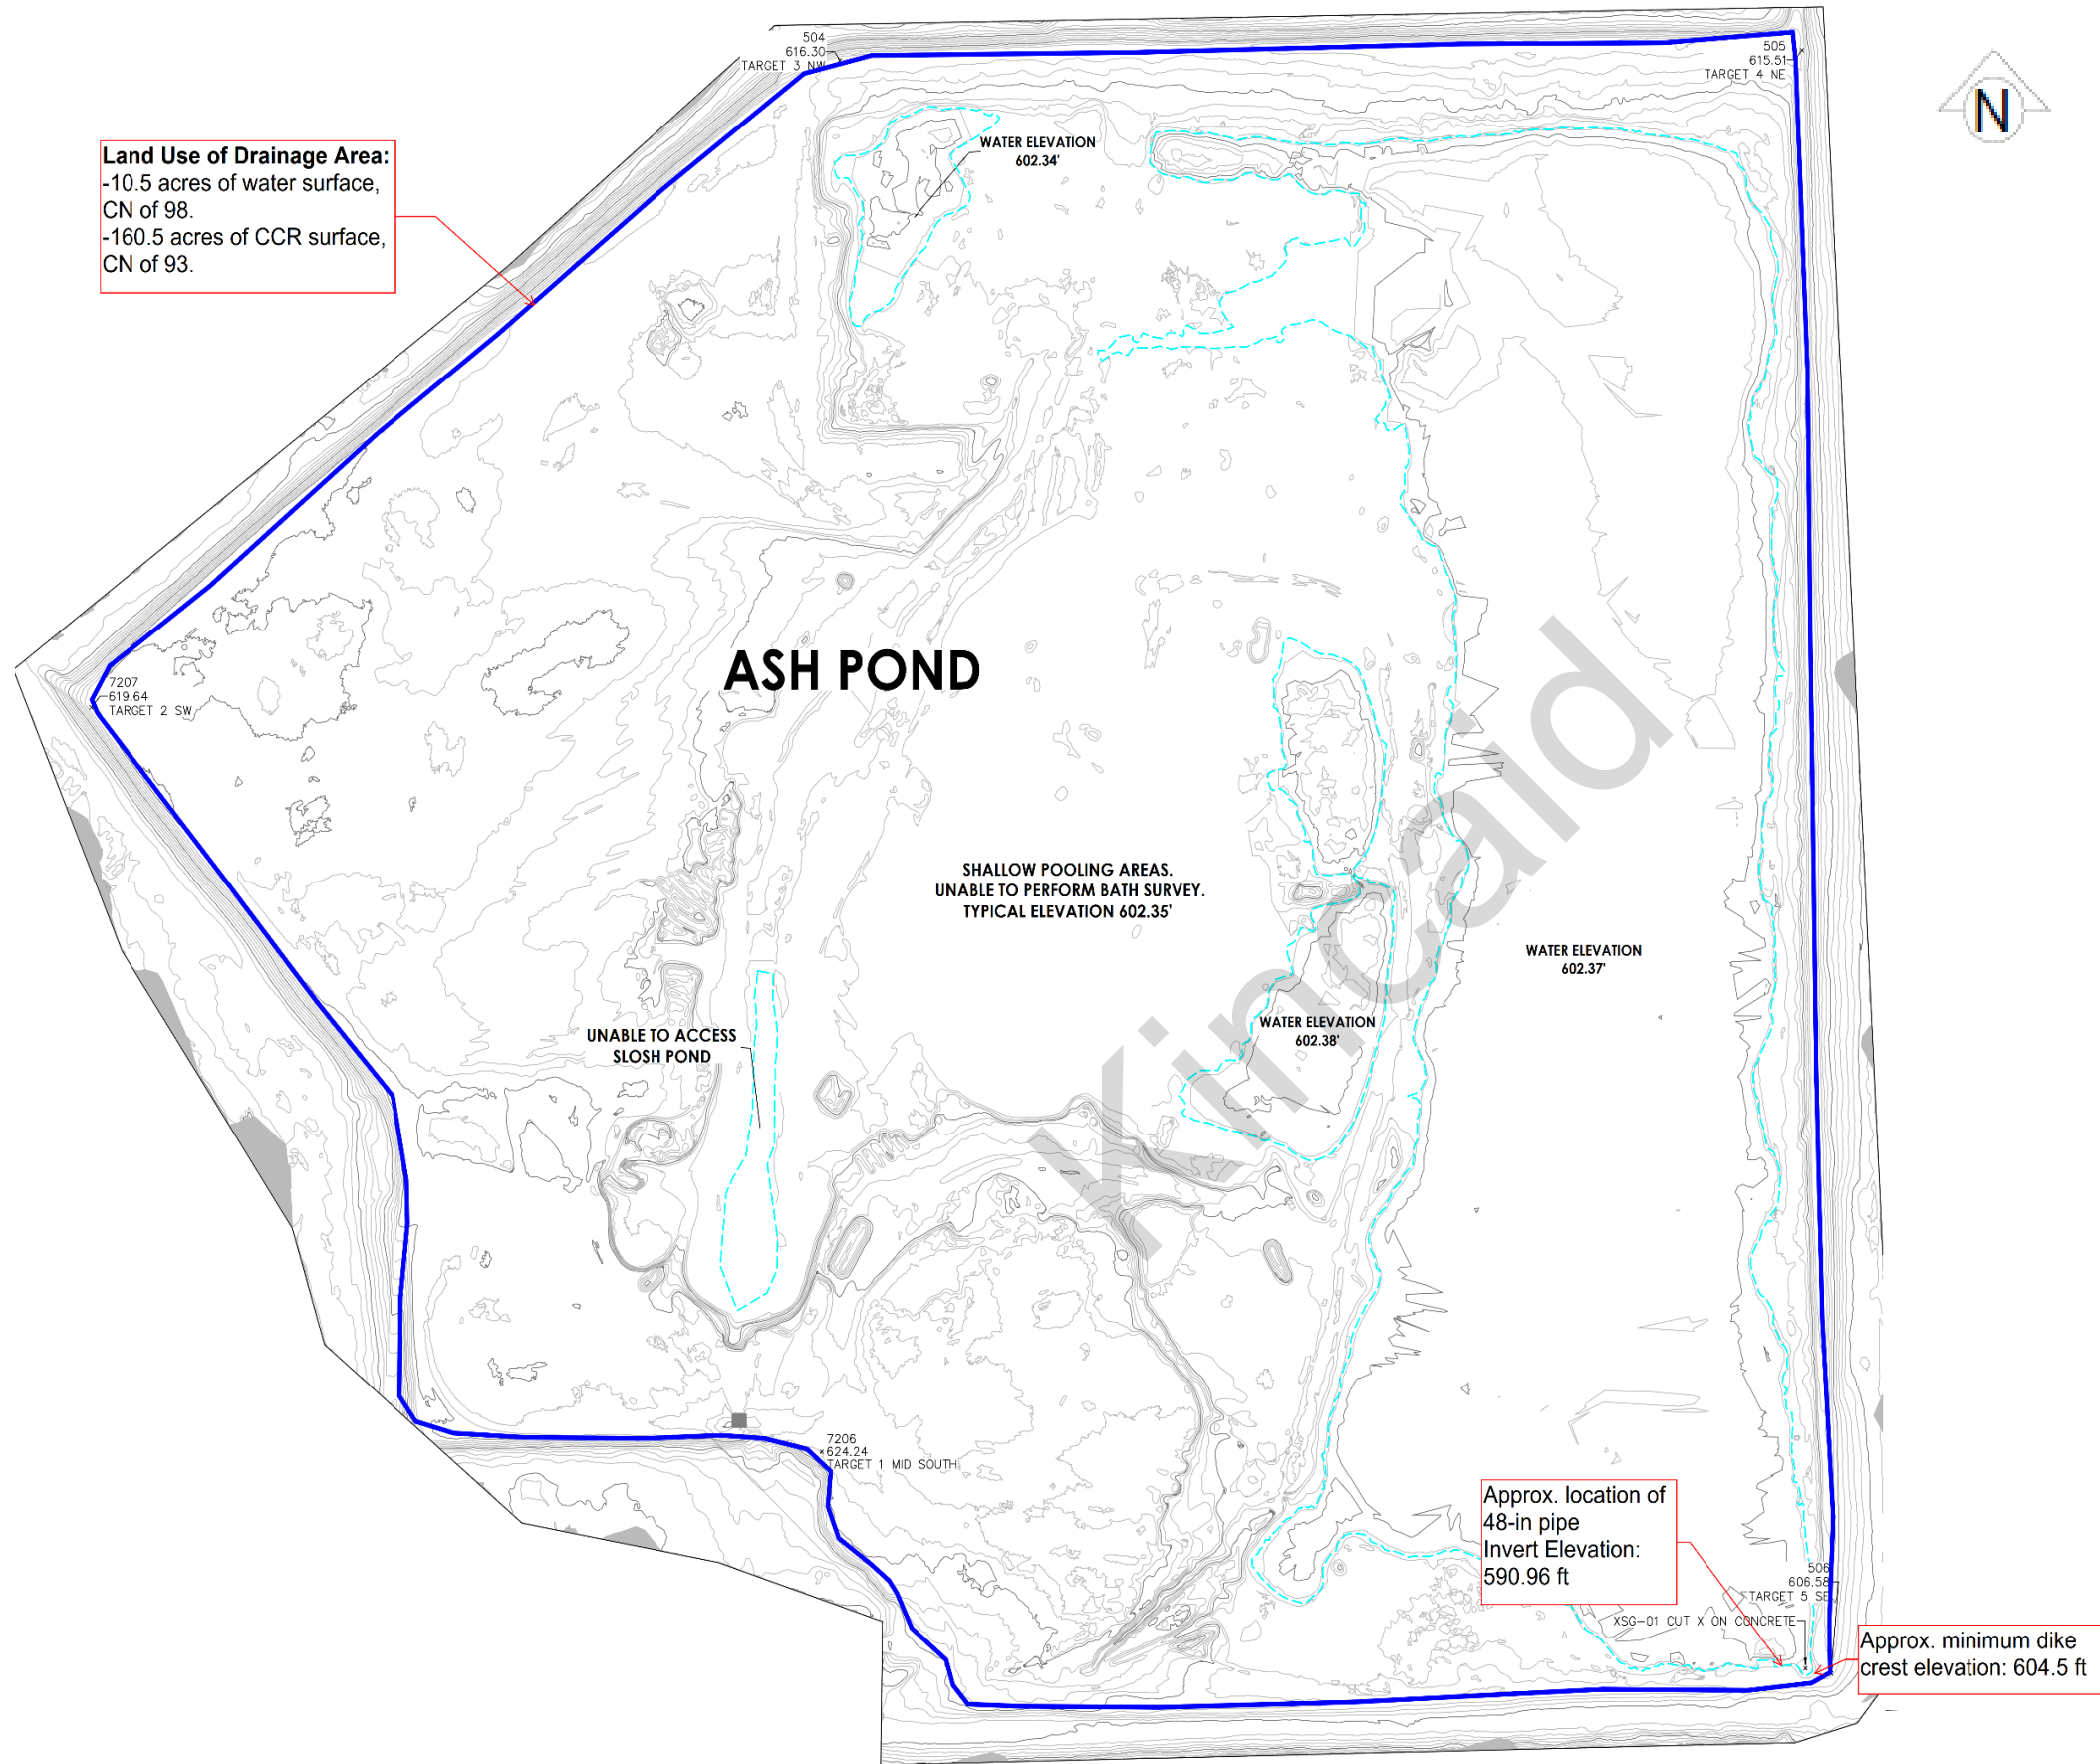 504
616.30
TARGET 3 NW
505
615.51
TARGET 4 NE
N
Land Use of Drainage Area:
-10.5 acres of water surface,
CN of 98.
-160.5 acres of CCR surface,
CN of 93.
WATER ELEVATION
602.34'
ASH POND
7207
619.64
TARGET 2 SW
SHALLOW POOLING AREAS.
UNABLE TO PERFORM BATH SURVEY.
TYPICAL ELEVATION 602.35'
WATER ELEVATION
602.37'
WATER ELEVATION
602.38'
UNABLE TO ACCESS
SLOSH POND
Kincaid
7206
624.24
TARGET 1 MID SOUTH
Approx. location of
48-in pipe
Invert Elevation:
590.96 ft
506
606.58
TARGET 5 SE
XSG-01 CUT X ON CONCRETE
Approx. minimum dike
crest elevation: 604.5 ft